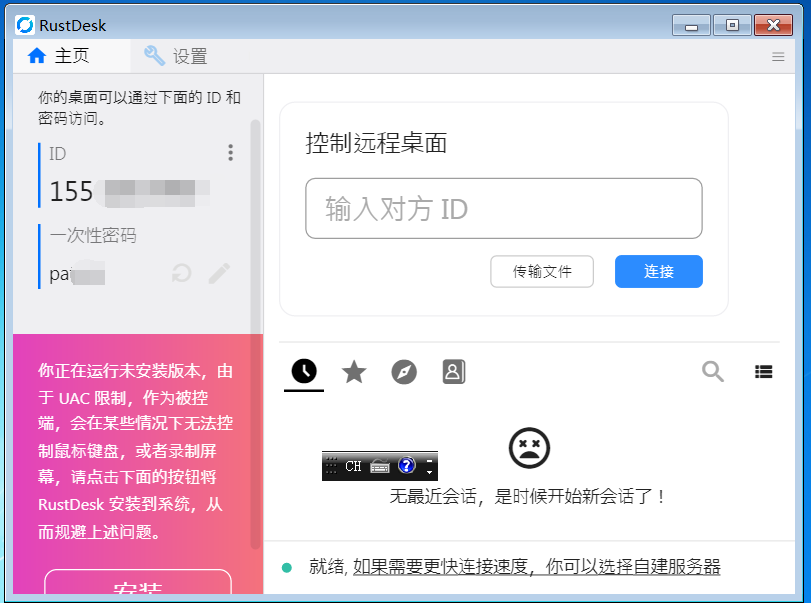 RustDesk
主页
设置
你的桌面可以通过下面的 ID 和
密码访问。
ID
155
一次性密码
控制远程桌面
输入对方 ID
传输文件
连接
你正在运行未安装版本，由
于 UAC 限制，作为被控
端，会在某些情况下无法控
制鼠标键盘，或者录制屏
幕，请点击下面的按钮将
RustDesk 安装到系统，从
而规避上述问题。
安装
CH
无最近会话，是时候开始新会话了！
就绪, 如果需要更快连接速度，你可以选择自建服务器